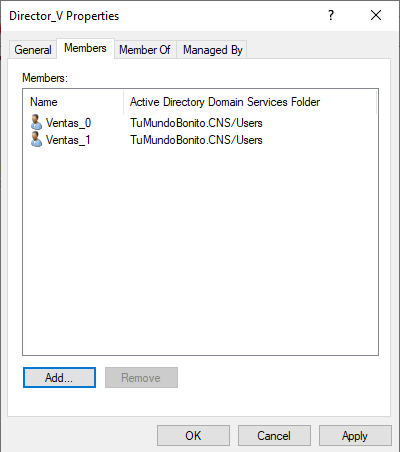 Director_V Properties ? ×
General Members Member Of Managed By
Members:
Name Active Directory Domain Services Folder
Ventas_0 TuMundoBonito.CNS/Users
Ventas_1 TuMundoBonito.CNS/Users
Add... Remove
OK Cancel Apply